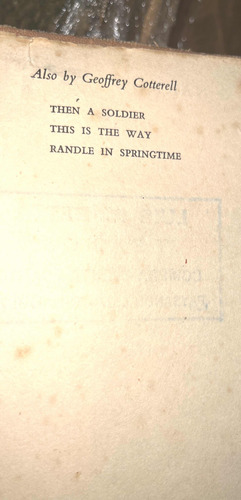 Also by Geoffrey Cotterell
THEN A SOLDIER
THIS IS THE WAY
RANDLE IN SPRINGTIME